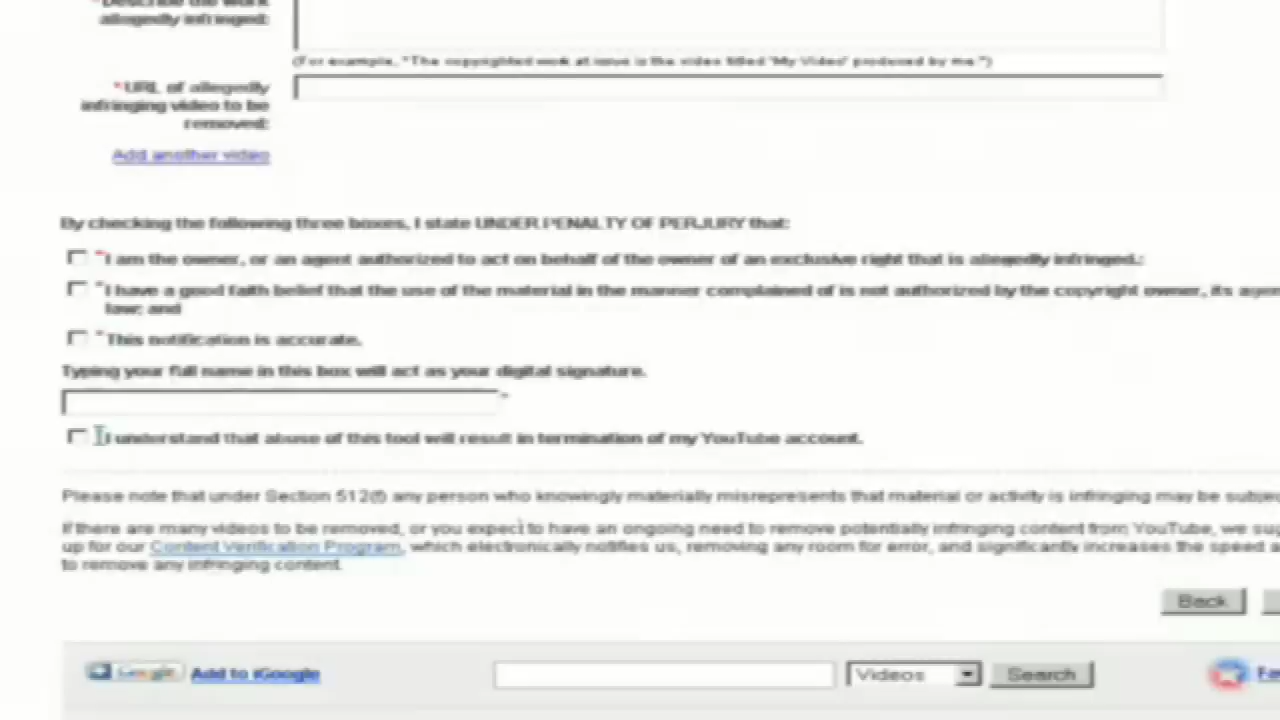 *Describe the work
allegedly infringed:
(For example, "The copyrighted work at issue is the video titled 'My Video' produced by me.")
*URL of allegedly
infringing video to be
removed:
Add another video
By checking the following three boxes, I state UNDER PENALTY OF PERJURY that:
*I am the owner, or an agent authorized to act on behalf of the owner of an exclusive right that is allegedly infringed.;
*I have a good faith belief that the use of the material in the manner complained of is not authorized by the copyright owner, its agen
law; and
*This notification is accurate.
Typing your full name in this box will act as your digital signature.
*
I understand that abuse of this tool will result in termination of my YouTube account.
Please note that under Section 512(f) any person who knowingly materially misrepresents that material or activity is infringing may be subjec
If there are many videos to be removed, or you expect to have an ongoing need to remove potentially infringing content from YouTube, we sug
up for our Content Verification Program, which electronically notifies us, removing any room for error, and significantly increases the speed a
to remove any infringing content.
Back
Google Add to iGoogle Videos Search